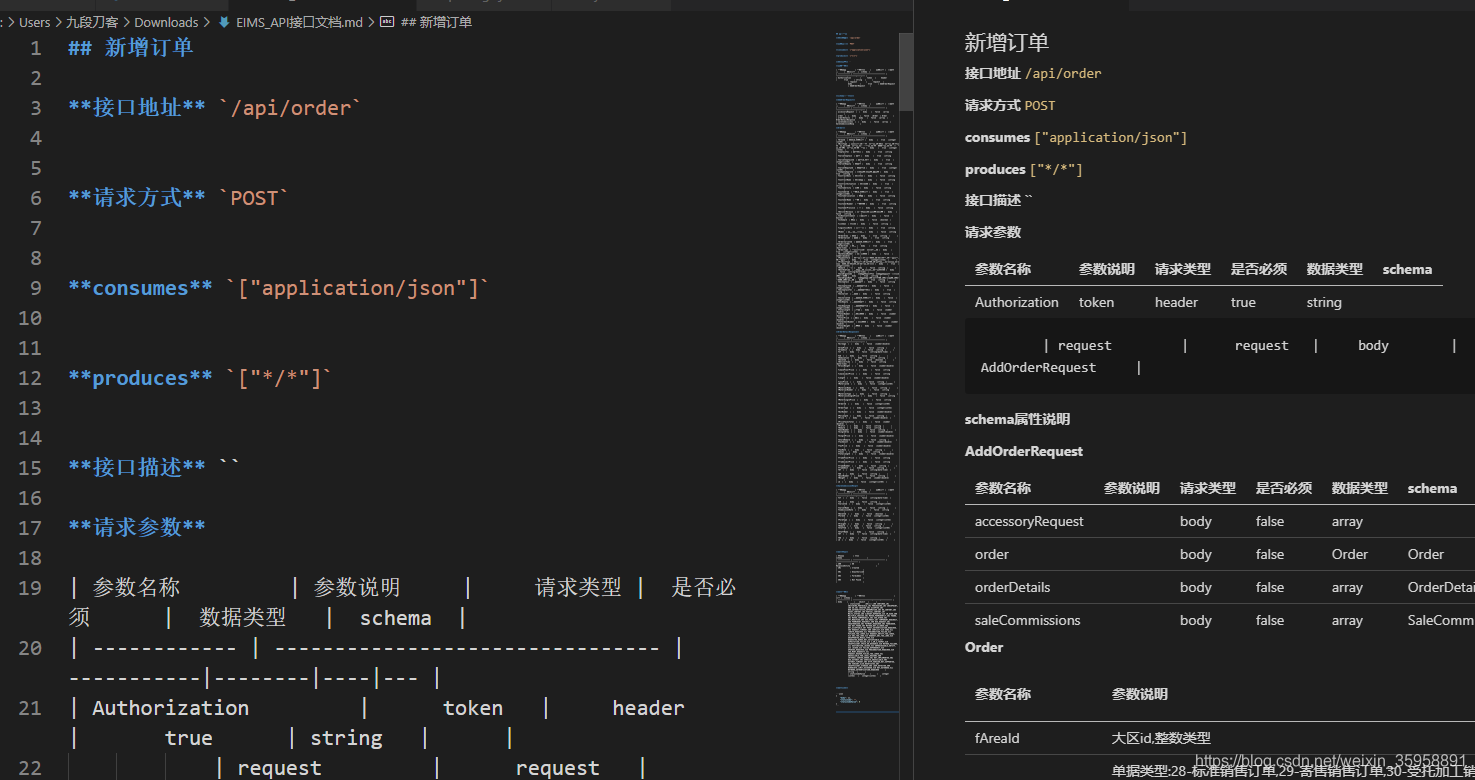 : > Users > 九段刀客 > Downloads > EIMS_API接口文档.md > abc ## 新增订单
1 ## 新增订单
2
3 **接口地址** `/api/order`
4
5
6 **请求方式** `POST`
7
8
9 **consumes** `["application/json"]`
10
11
12 **produces** `["*/*"]`
13
14
15 **接口描述** ``
16
17 **请求参数**
18
19 | 参数名称 | 参数说明 | 请求类型 | 是否必
须 | 数据类型 | schema |
20 | ------------ | -------------------------------- |
-----------|--------|----|--- |
21 | Authorization | token | header
| true | string | |
22 | request | request |
新增订单
接口地址 /api/order
请求方式 POST
consumes ["application/json"]
produces ["*/*"]
接口描述 ``
请求参数
参数名称 参数说明 请求类型 是否必须 数据类型 schema
Authorization token header true string
| request | request | body |
AddOrderRequest |
schema属性说明
AddOrderRequest
参数名称 参数说明 请求类型 是否必须 数据类型 schema
accessoryRequest body false array
order body false Order Order
orderDetails body false array OrderDetai
saleCommissions body false array SaleComm
Order
参数名称 参数说明
fAreaId 大区id,整数类型
单据类型:28-标准销售订单,29-寄售销售订单,30-受托加工销
https://blog.csdn.net/weixin_35958891